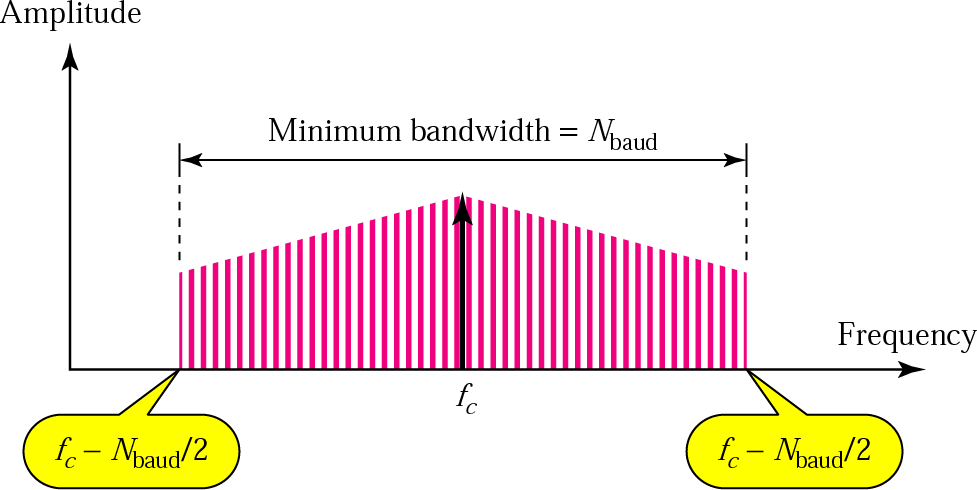 Amplitude
Minimum bandwidth = Nbaud
Frequency
fc
fc – Nbaud/2
fc – Nbaud/2